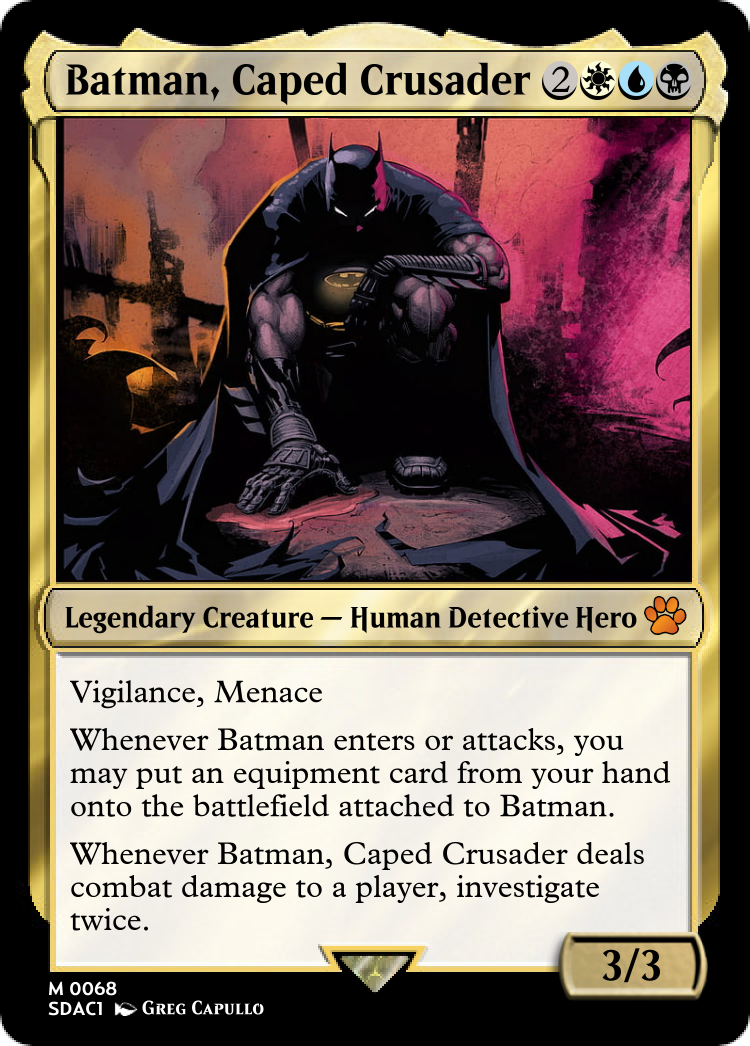 Batman, Caped Crusader 2
Legendary Creature — Human Detective Hero
Vigilance, Menace
Whenever Batman enters or attacks, you
may put an equipment card from your hand
onto the battlefield attached to Batman.
Whenever Batman, Caped Crusader deals
combat damage to a player, investigate
twice.
3/3
M 0068
SDAC1 Greg Capullo